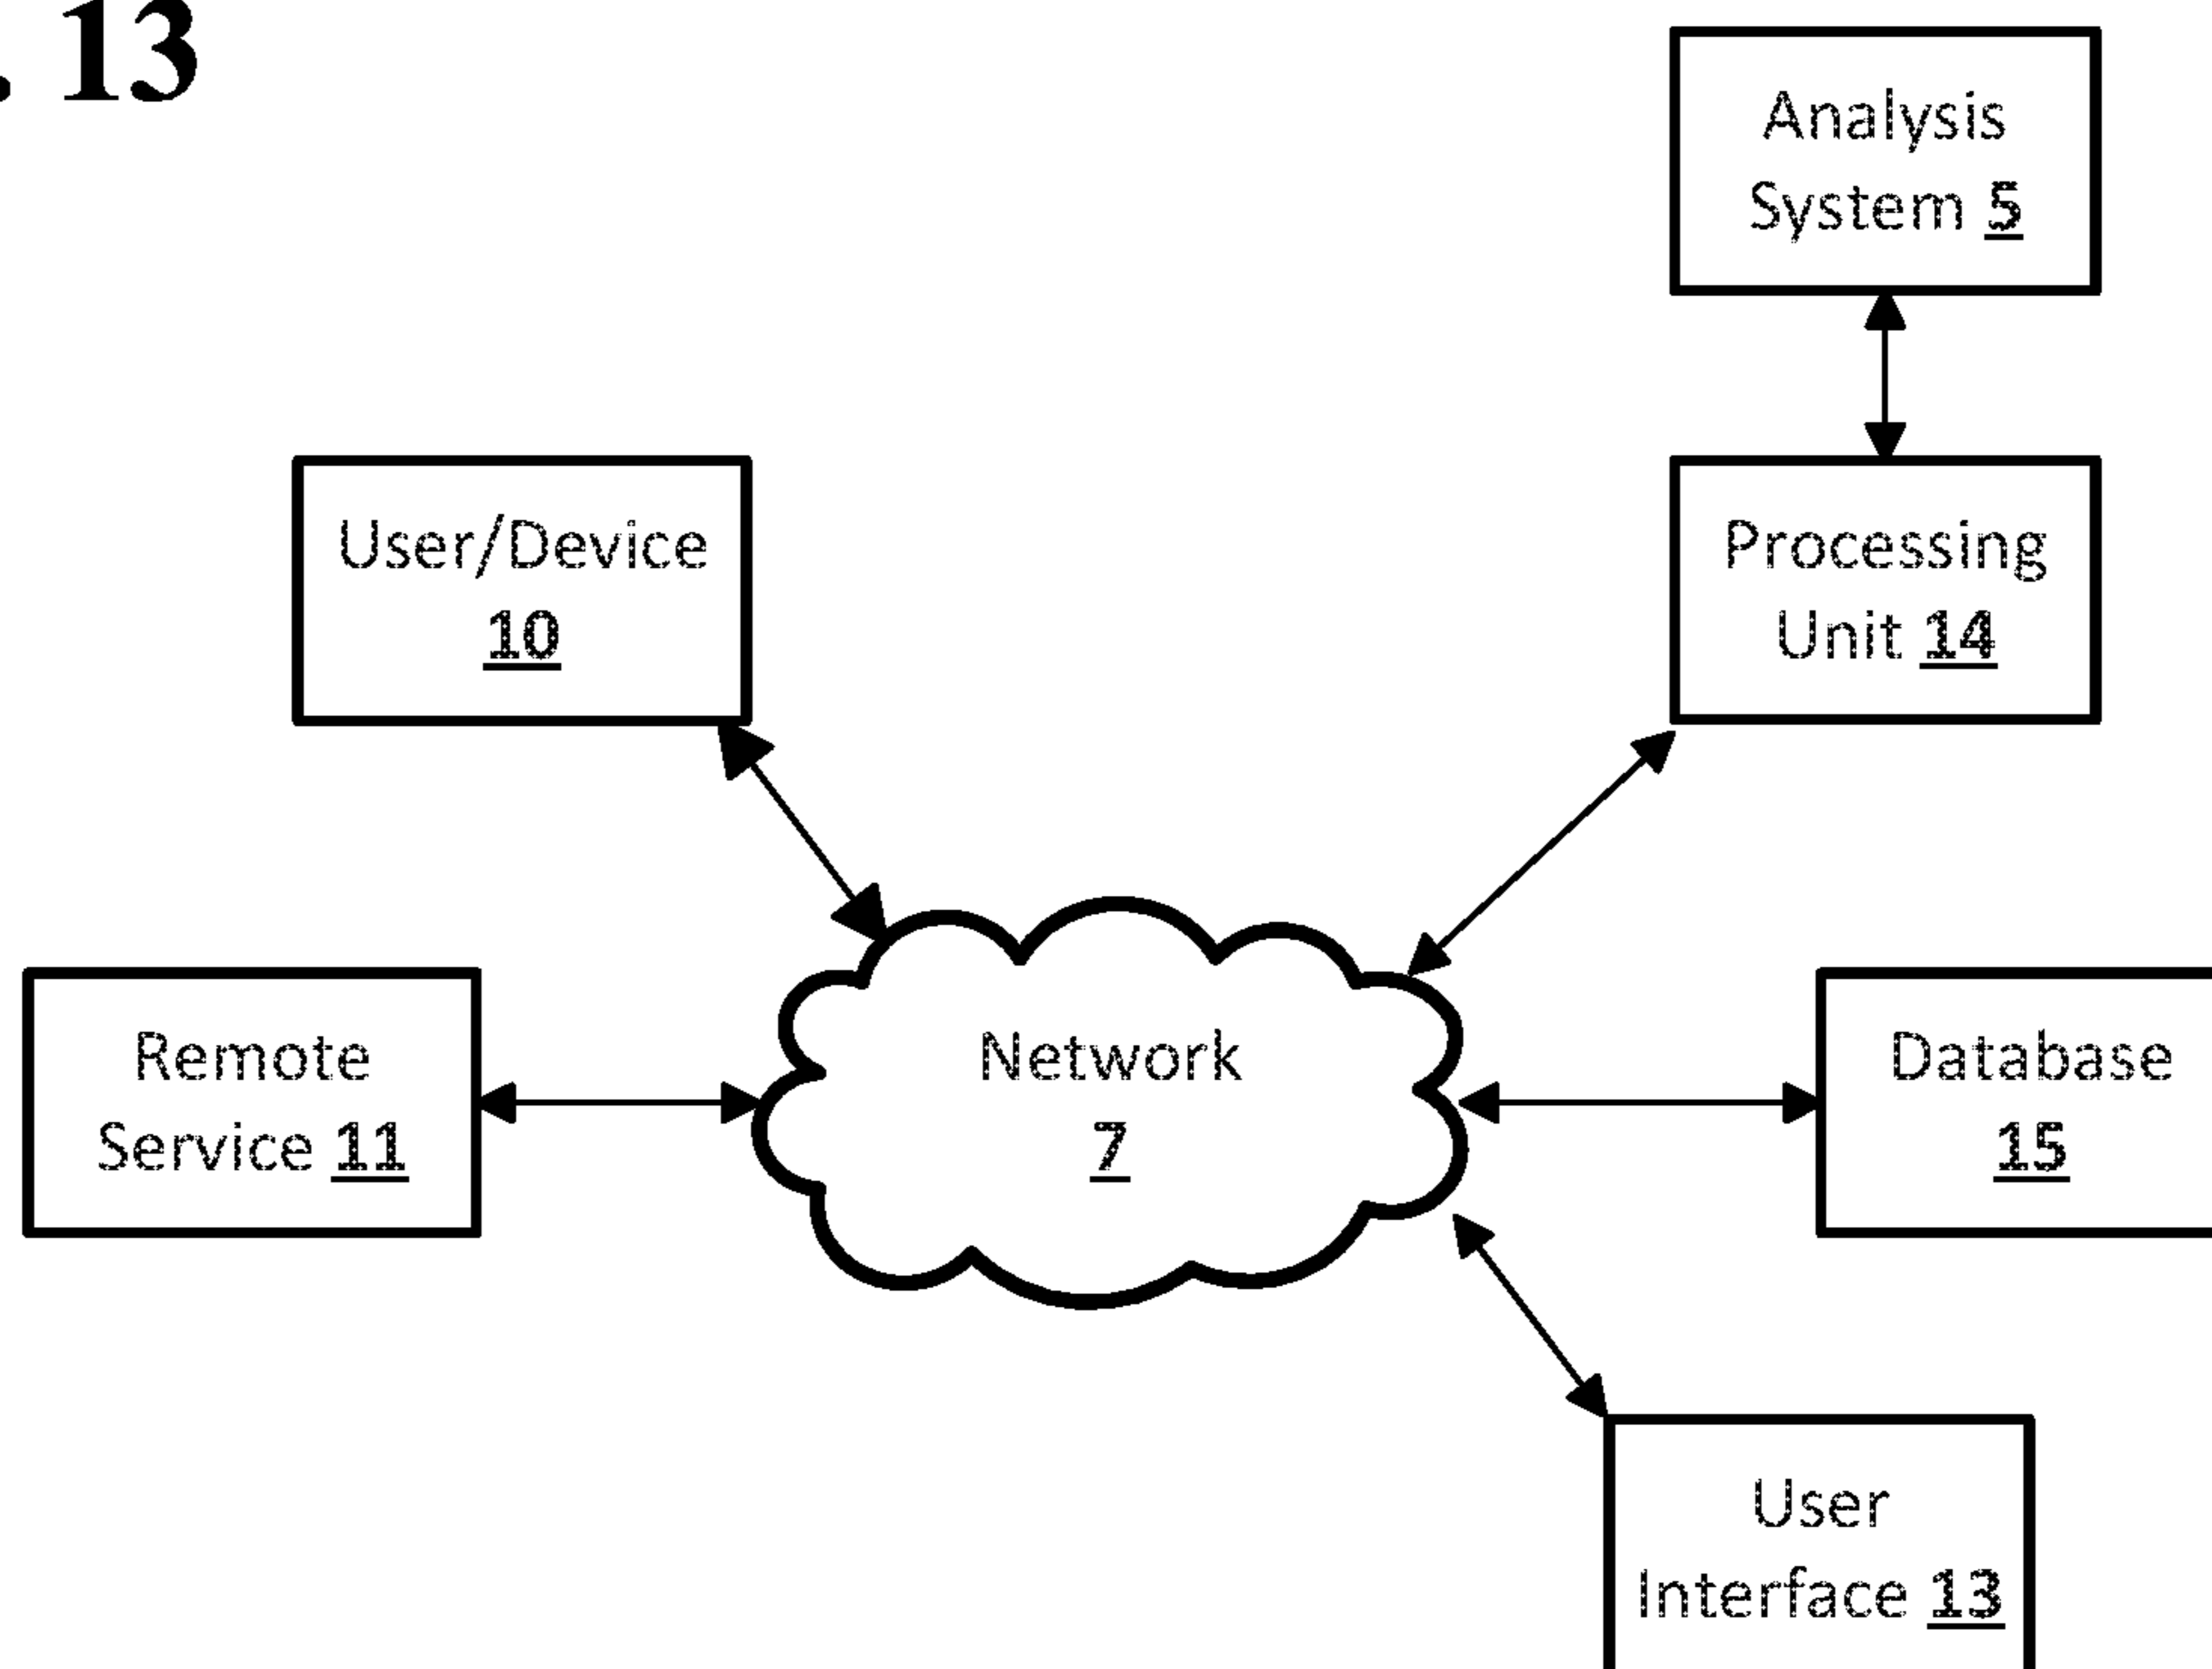 . 13
Analysis
System 5
User/Device
10
Processing
Unit 14
Remote
Service 11
Network
7
Database
15
User
Interface 13